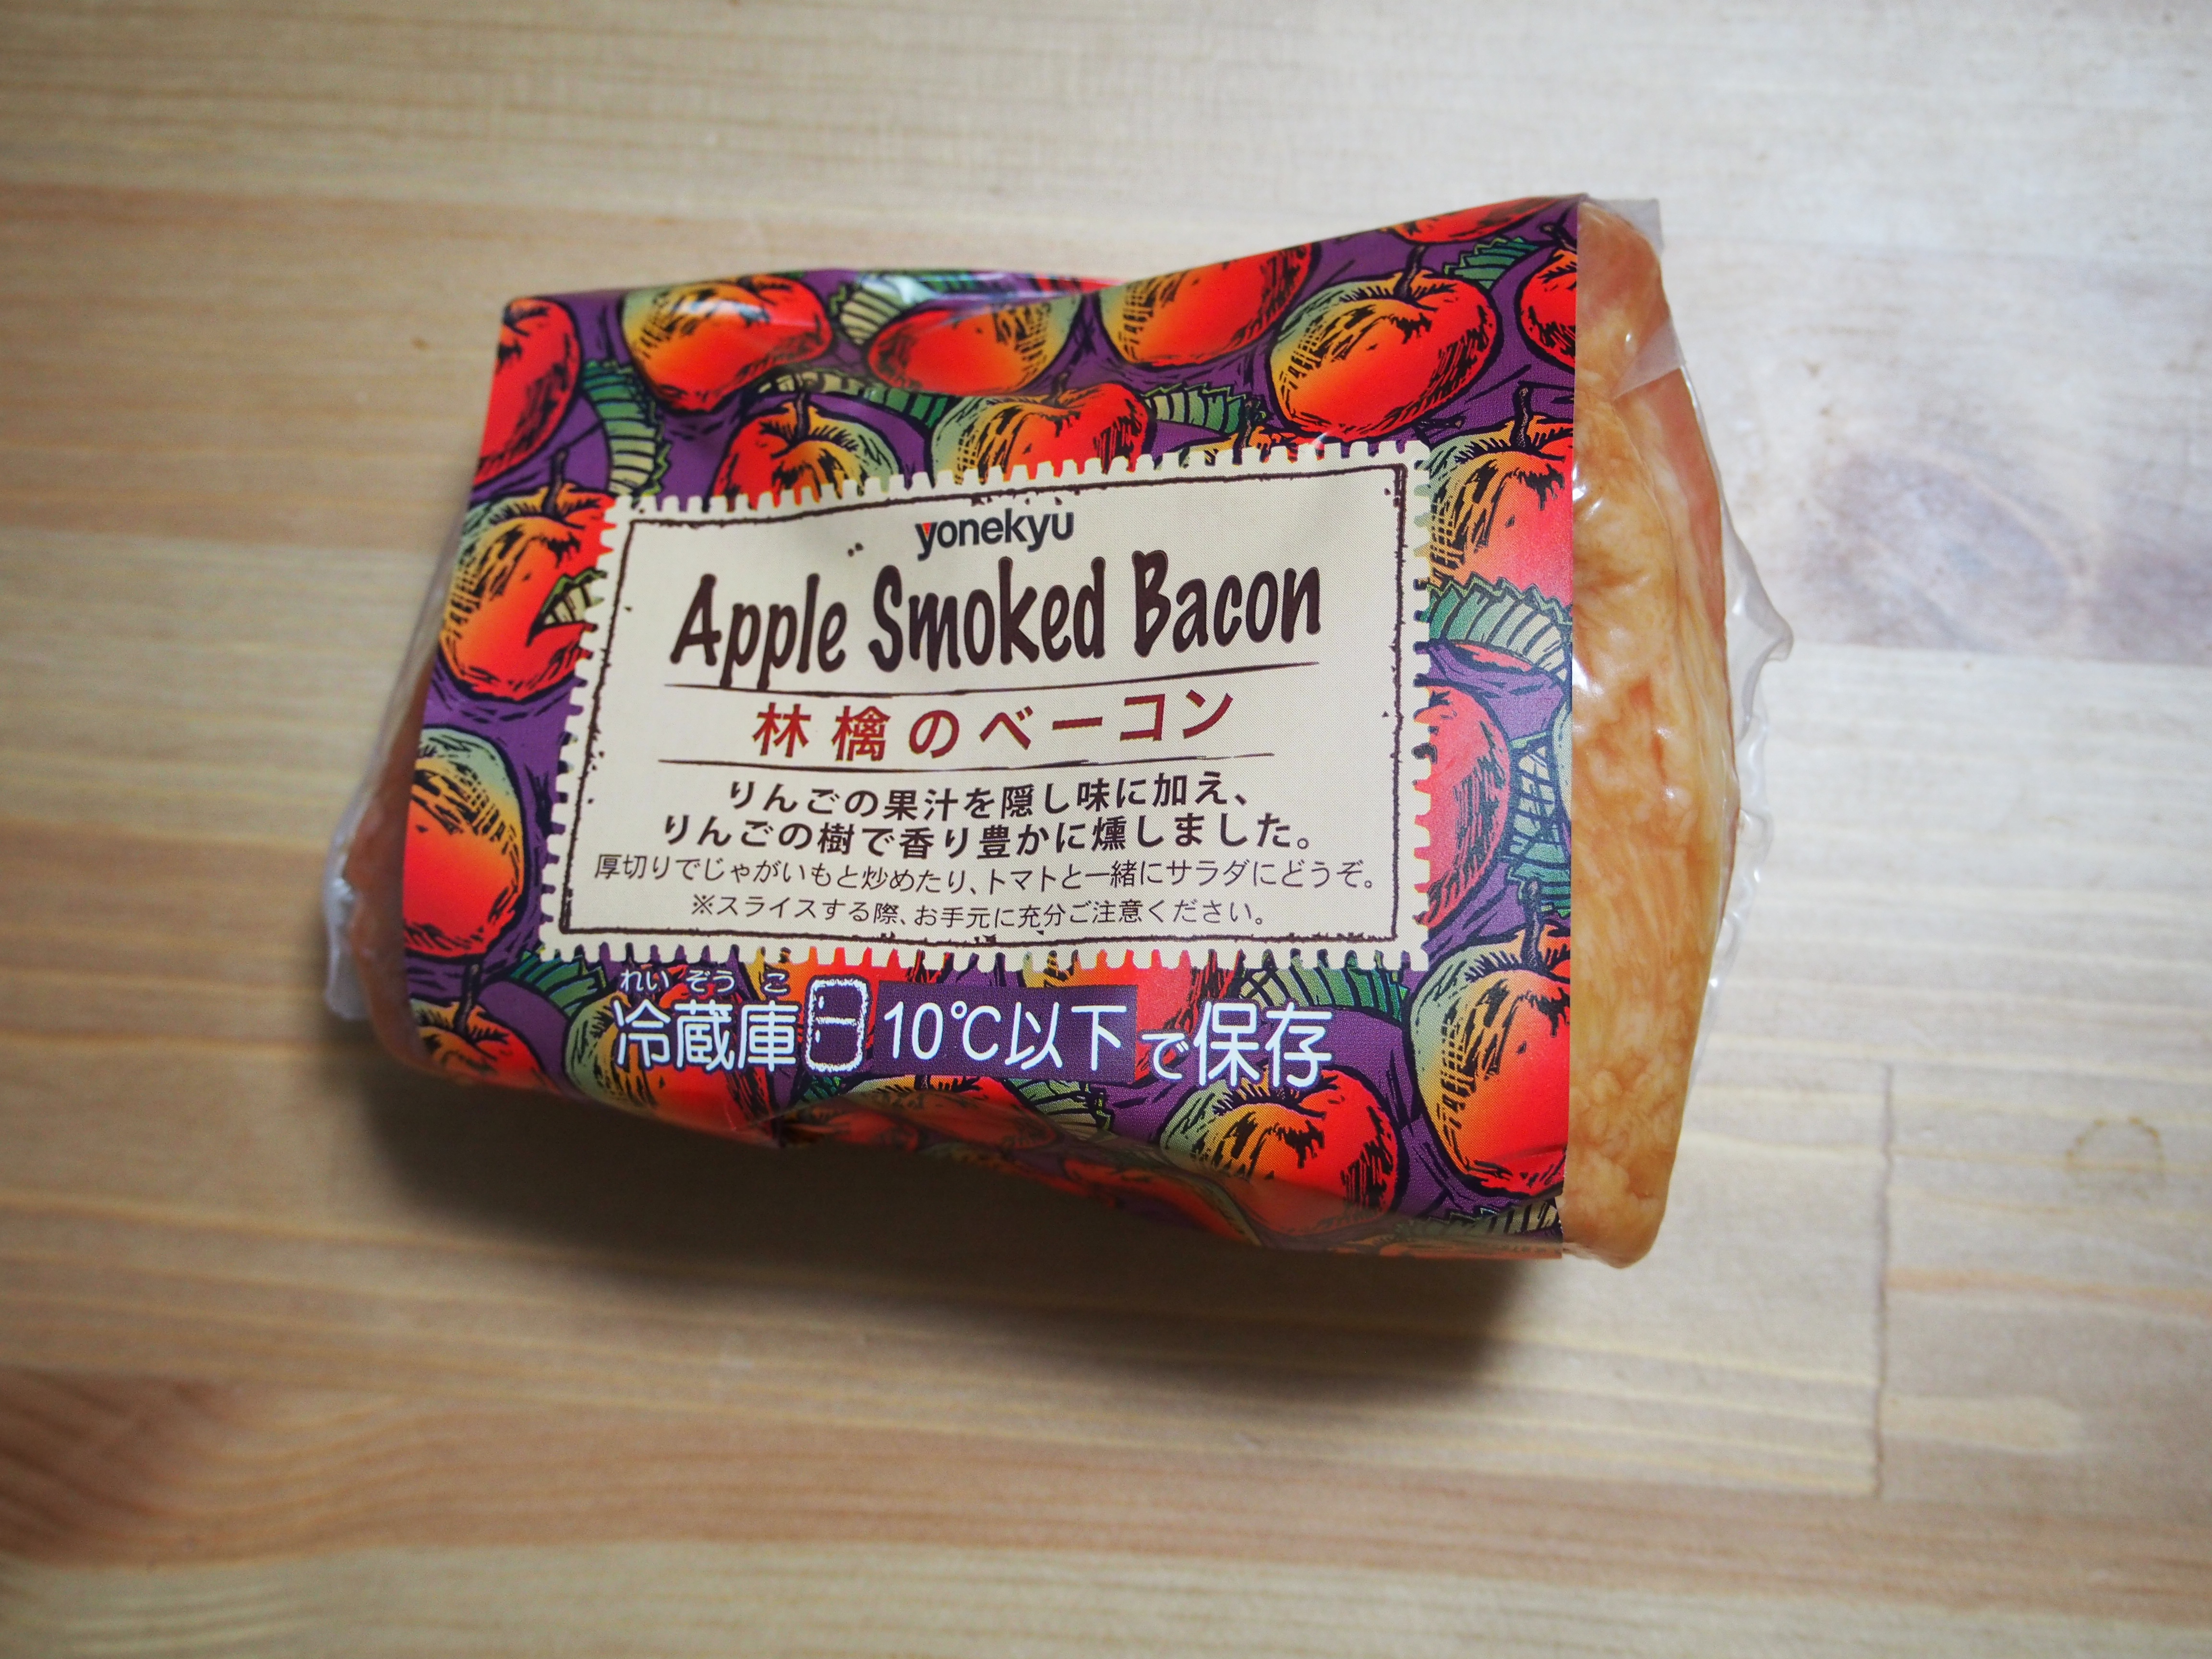 yonekyu
Apple Smoked Bacon
林檎のベーコン
りんごの果汁を隠し味に加え、
りんごの樹で香り豊かに燻しました。
厚切りでじゃがいもと炒めたり、トマトと一緒にサラダにどうぞ。
※スライスする際、お手元に充分ご注意ください。
れいぞうこ
冷蔵庫10℃以下で保存